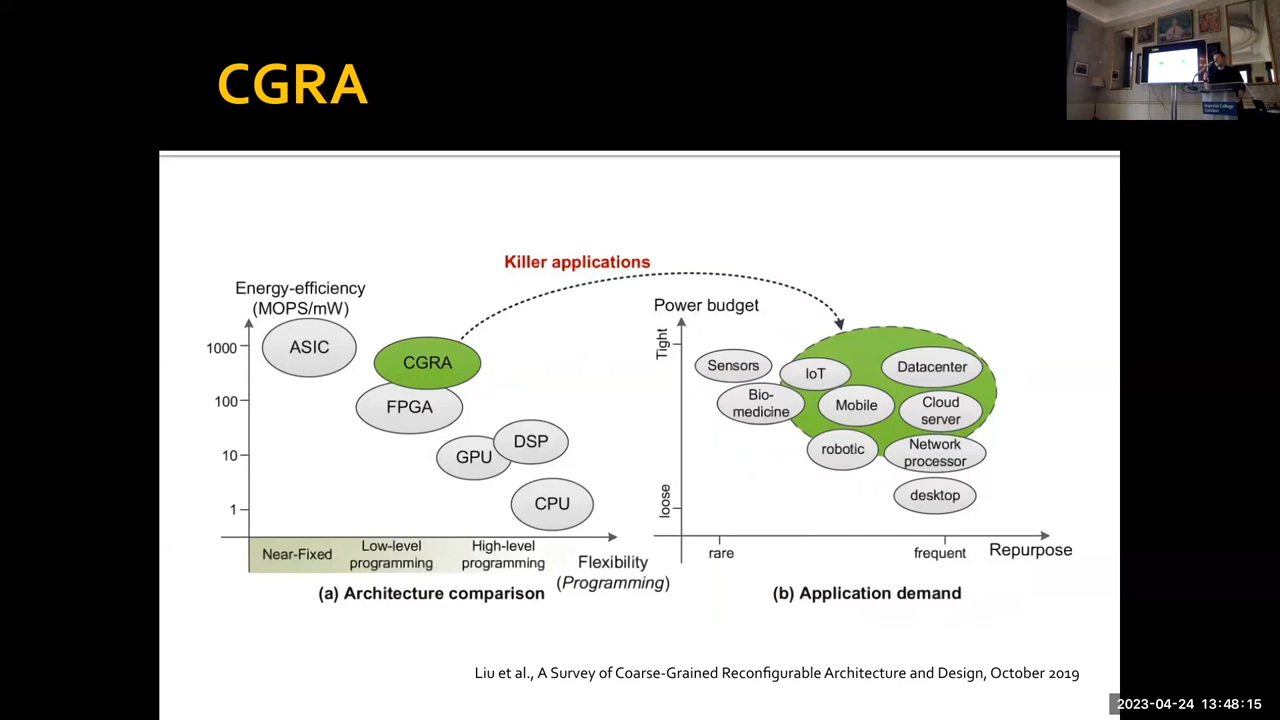 CGRA
Killer applications
Energy-efficiency
(MOPS/mW)
1000
100
10
1
ASIC
CGRA
FPGA
GPU
DSP
CPU
Near-Fixed
Low-level
programming
High-level
programming
Flexibility
(Programming)
(a) Architecture comparison
Power budget
Tight
loose
Sensors
IoT
Datacenter
Bio-
medicine
Mobile
Cloud
server
robotic
Network
processor
desktop
rare
frequent
Repurpose
(b) Application demand
Liu et al., A Survey of Coarse-Grained Reconfigurable Architecture and Design, October 2019
Imperial College
London
2023-04-24 13:48:15